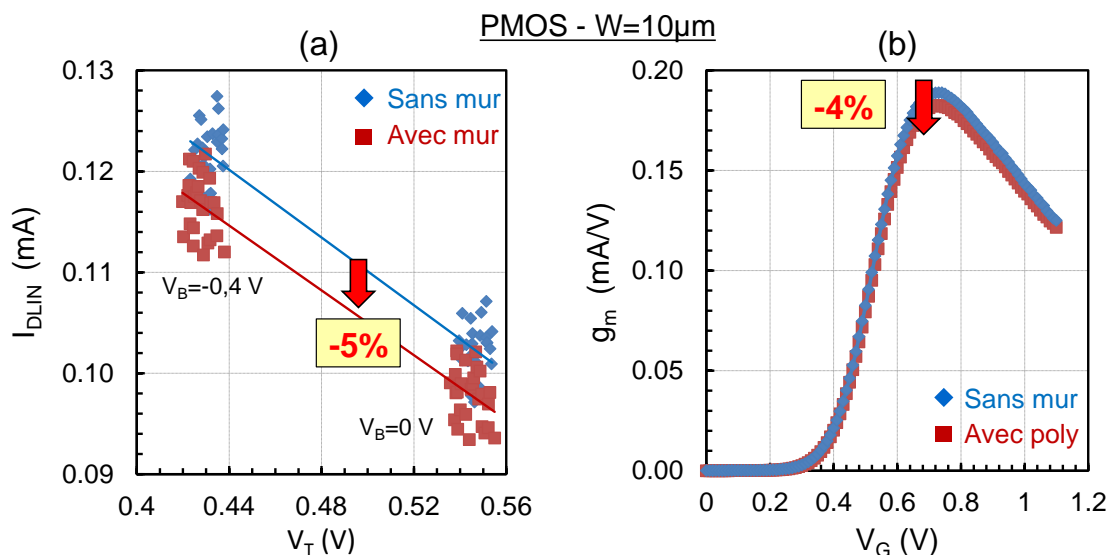 PMOS - W=10µm
(a)
0.13
0.12
0.11
0.10
0.09
I_DLIN (mA)
Sans mur
Avec mur
V_B=-0,4 V
-5%
V_B=0 V
0.4
0.44
0.48
0.52
0.56
V_T (V)
(b)
0.20
0.15
0.10
0.05
0.00
g_m (mA/V)
-4%
Sans mur
Avec poly
0
0.2
0.4
0.6
0.8
1
1.2
V_G (V)